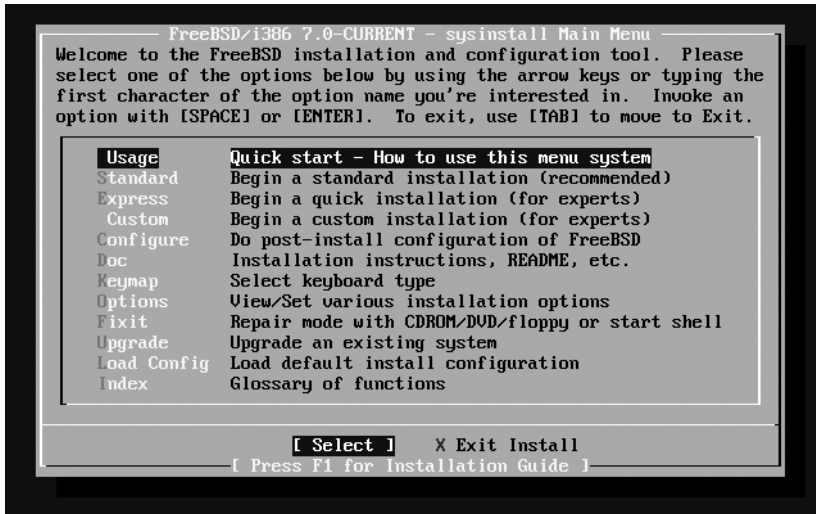 FreeBSD/i386 7.0-CURRENT - sysinstall Main Menu
Welcome to the FreeBSD installation and configuration tool. Please
select one of the options below by using the arrow keys or typing the
first character of the option name you're interested in. Invoke an
option with [SPACE] or [ENTER]. To exit, use [TAB] to move to Exit.
Usage Quick start - How to use this menu system
Standard Begin a standard installation (recommended)
Express Begin a quick installation (for experts)
Custom Begin a custom installation (for experts)
Configure Do post-install configuration of FreeBSD
Doc Installation instructions, README, etc.
Keymap Select keyboard type
Options View/Set various installation options
Fixit Repair mode with CDROM/DVD/floppy or start shell
Upgrade Upgrade an existing system
Load Config Load default install configuration
Index Glossary of functions
[ Select ] X Exit Install
[ Press F1 for Installation Guide ]